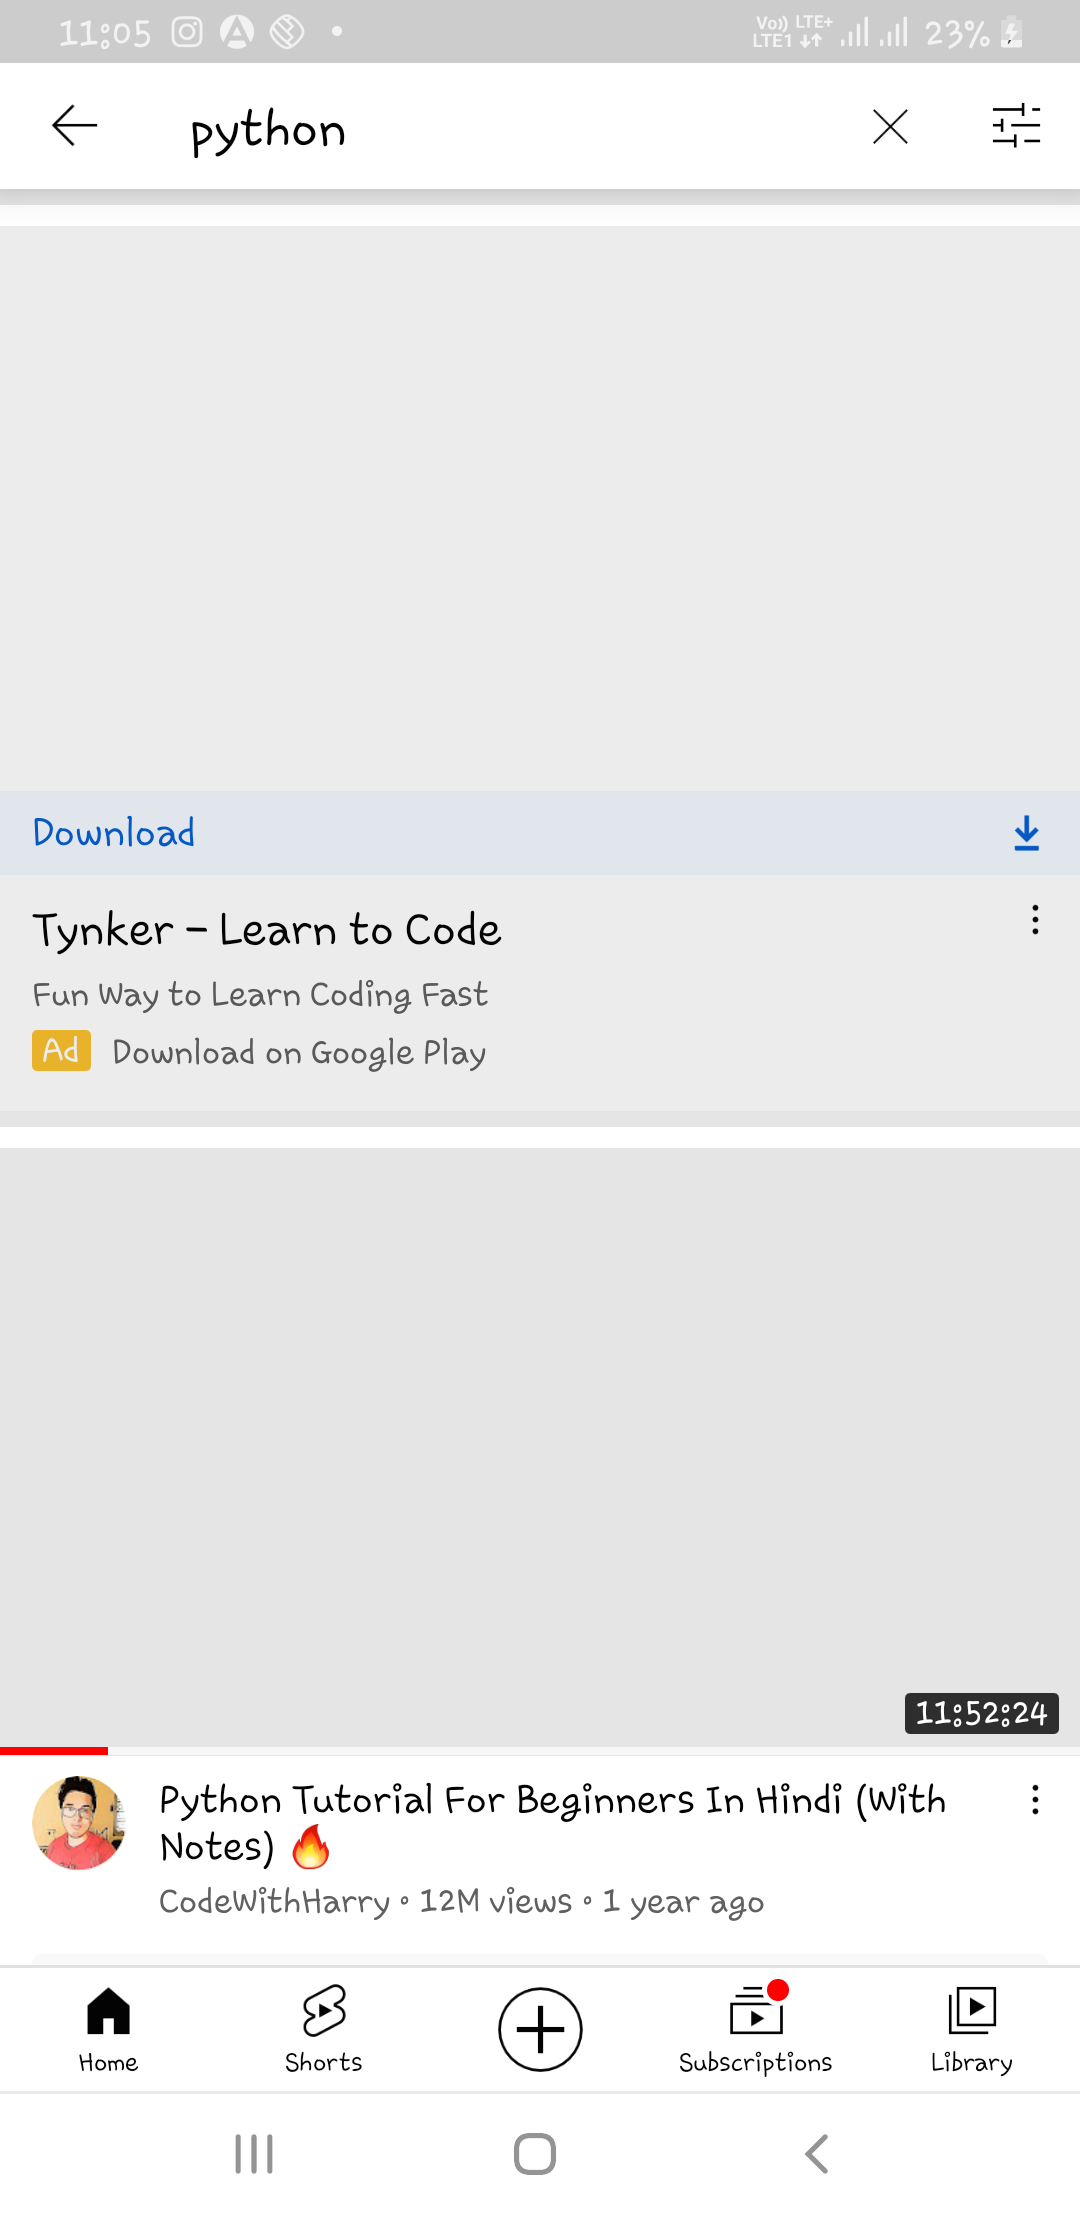 11:05
Vo)) LTE+
LTE1
23%
python
Download
Tynker - Learn to Code
Fun Way to Learn Coding Fast
Ad Download on Google Play
11:52:24
Python Tutorial For Beginners In Hindi (With
Notes) 🔥
CodeWithHarry • 12M views • 1 year ago
Home
Shorts
Subscriptions
Library